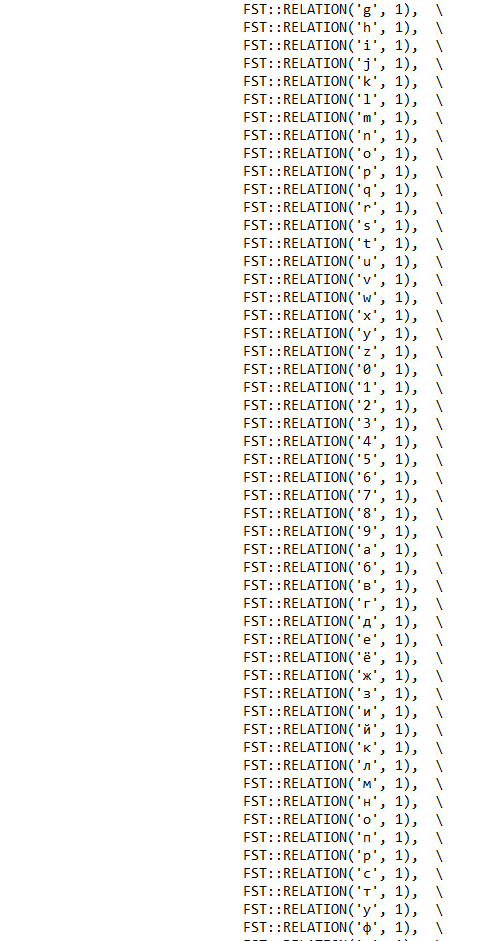 FST::RELATION('g', 1),  \
FST::RELATION('h', 1),  \
FST::RELATION('i', 1),  \
FST::RELATION('j', 1),  \
FST::RELATION('k', 1),  \
FST::RELATION('l', 1),  \
FST::RELATION('m', 1),  \
FST::RELATION('n', 1),  \
FST::RELATION('o', 1),  \
FST::RELATION('p', 1),  \
FST::RELATION('q', 1),  \
FST::RELATION('r', 1),  \
FST::RELATION('s', 1),  \
FST::RELATION('t', 1),  \
FST::RELATION('u', 1),  \
FST::RELATION('v', 1),  \
FST::RELATION('w', 1),  \
FST::RELATION('x', 1),  \
FST::RELATION('y', 1),  \
FST::RELATION('z', 1),  \
FST::RELATION('0', 1),  \
FST::RELATION('1', 1),  \
FST::RELATION('2', 1),  \
FST::RELATION('3', 1),  \
FST::RELATION('4', 1),  \
FST::RELATION('5', 1),  \
FST::RELATION('6', 1),  \
FST::RELATION('7', 1),  \
FST::RELATION('8', 1),  \
FST::RELATION('9', 1),  \
FST::RELATION('а', 1),  \
FST::RELATION('б', 1),  \
FST::RELATION('в', 1),  \
FST::RELATION('г', 1),  \
FST::RELATION('д', 1),  \
FST::RELATION('е', 1),  \
FST::RELATION('ё', 1),  \
FST::RELATION('ж', 1),  \
FST::RELATION('з', 1),  \
FST::RELATION('и', 1),  \
FST::RELATION('й', 1),  \
FST::RELATION('к', 1),  \
FST::RELATION('л', 1),  \
FST::RELATION('м', 1),  \
FST::RELATION('н', 1),  \
FST::RELATION('о', 1),  \
FST::RELATION('п', 1),  \
FST::RELATION('р', 1),  \
FST::RELATION('с', 1),  \
FST::RELATION('т', 1),  \
FST::RELATION('у', 1),  \
FST::RELATION('ф', 1),  \